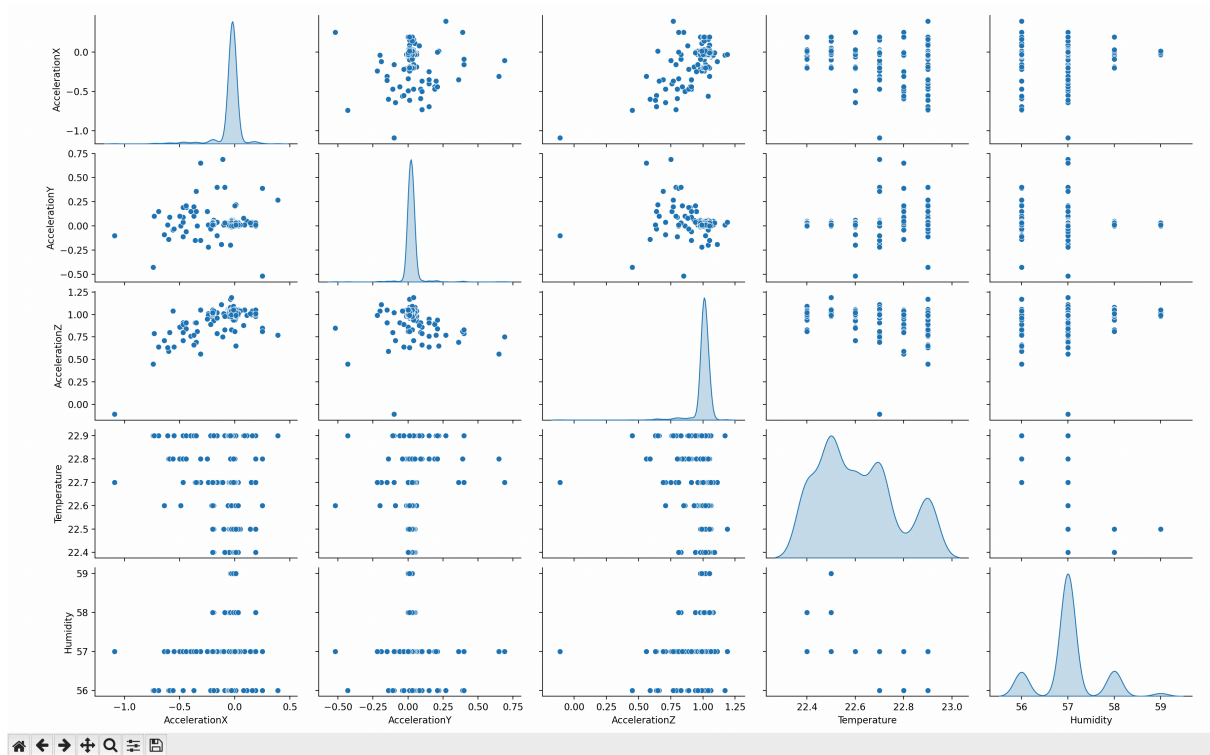 AccelerationX
0.0
−0.5
−1.0
AccelerationY
0.75
0.50
0.25
0.00
−0.25
−0.50
AccelerationZ
1.25
1.00
0.75
0.50
0.25
0.00
Temperature
22.9
22.8
22.7
22.6
22.5
22.4
Humidity
59
58
57
56
−1.0 −0.5 0.0 0.5
AccelerationX
−0.50 −0.25 0.00 0.25 0.50 0.75
AccelerationY
0.00 0.25 0.50 0.75 1.00 1.25
AccelerationZ
22.4 22.6 22.8 23.0
Temperature
56 57 58 59
Humidity